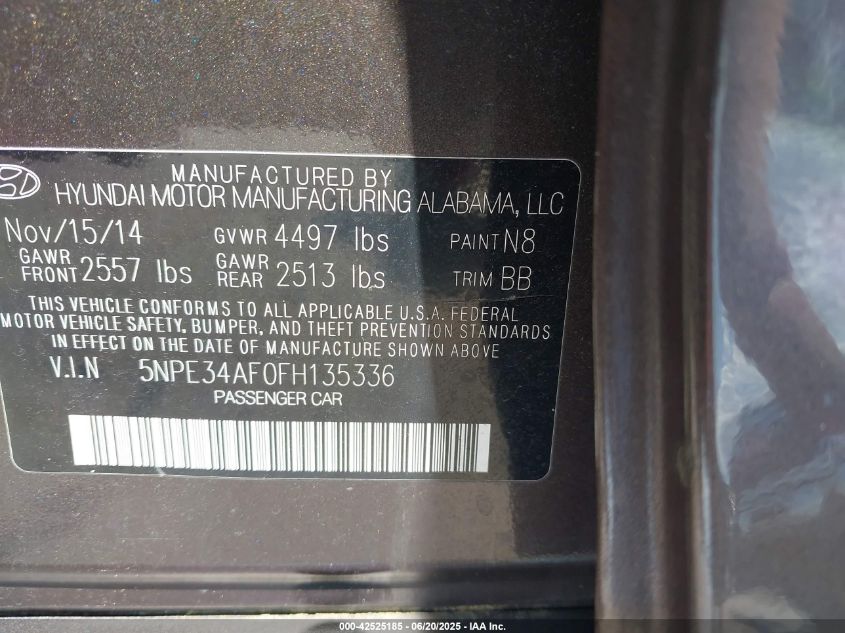 MANUFACTURED BY
HYUNDAI MOTOR MANUFACTURING ALABAMA, LLC
Nov/15/14 GVWR 4497 lbs PAINT N8
GAWR FRONT 2557 lbs GAWR REAR 2513 lbs TRIM BB
THIS VEHICLE CONFORMS TO ALL APPLICABLE U.S.A. FEDERAL
MOTOR VEHICLE SAFETY, BUMPER, AND THEFT PREVENTION STANDARDS
IN EFFECT ON THE DATE OF MANUFACTURE SHOWN ABOVE
V.I.N 5NPE34AF0FH135336
PASSENGER CAR
000-42525185 - 06/20/2025 - IAA Inc.